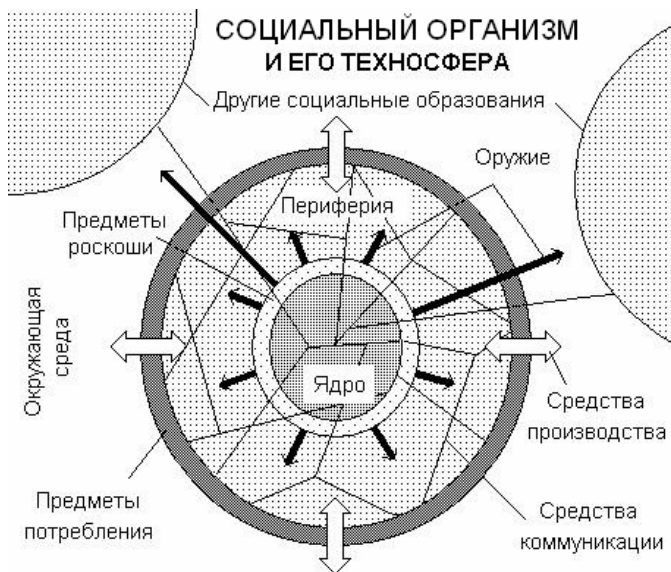 СОЦИАЛЬНЫЙ ОРГАНИЗМ
И ЕГО ТЕХНОСФЕРА
Другие социальные образования
Оружие
Периферия
Предметы
роскоши
Окружающая
среда
Ядро
Средства
производства
Предметы
потребления
Средства
коммуникации